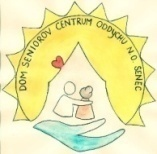 DOM SENIOROV CENTRUM ODDYCHU N.O. SENEC